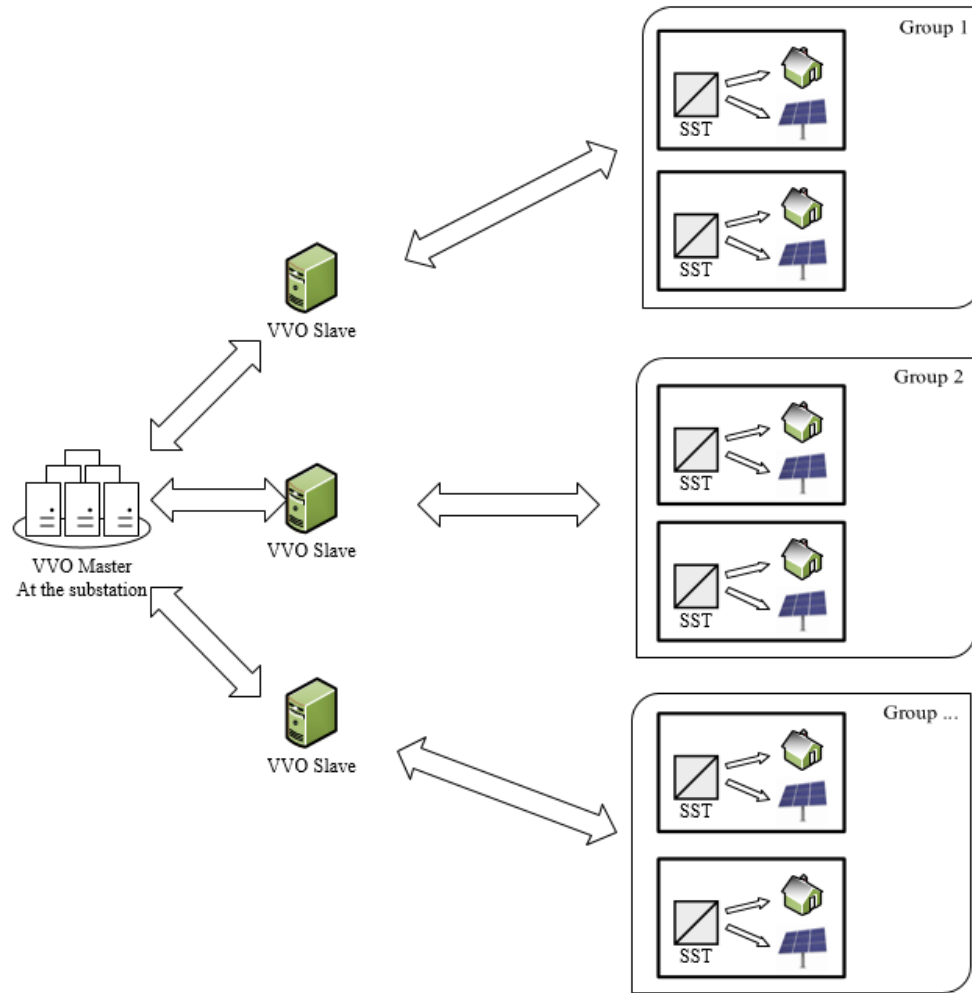 Group 1
SST
SST
VVO Slave
Group 2
SST
VVO Slave
SST
VVO Master
At the substation
Group ...
VVO Slave
SST
SST